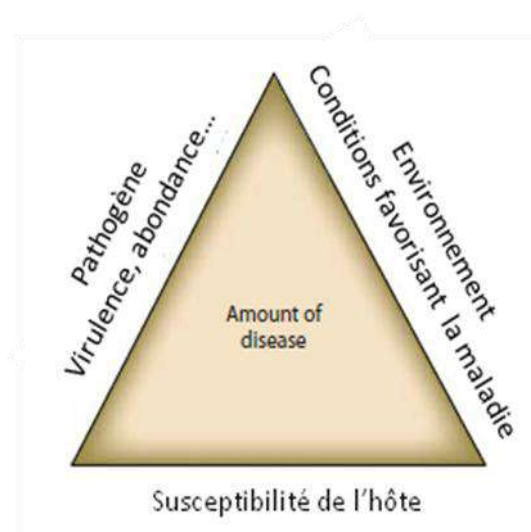 Pathogène
Virulence, abondance...
Environnement
Conditions favorisant la maladie
Amount of
disease
Susceptibilité de l'hôte